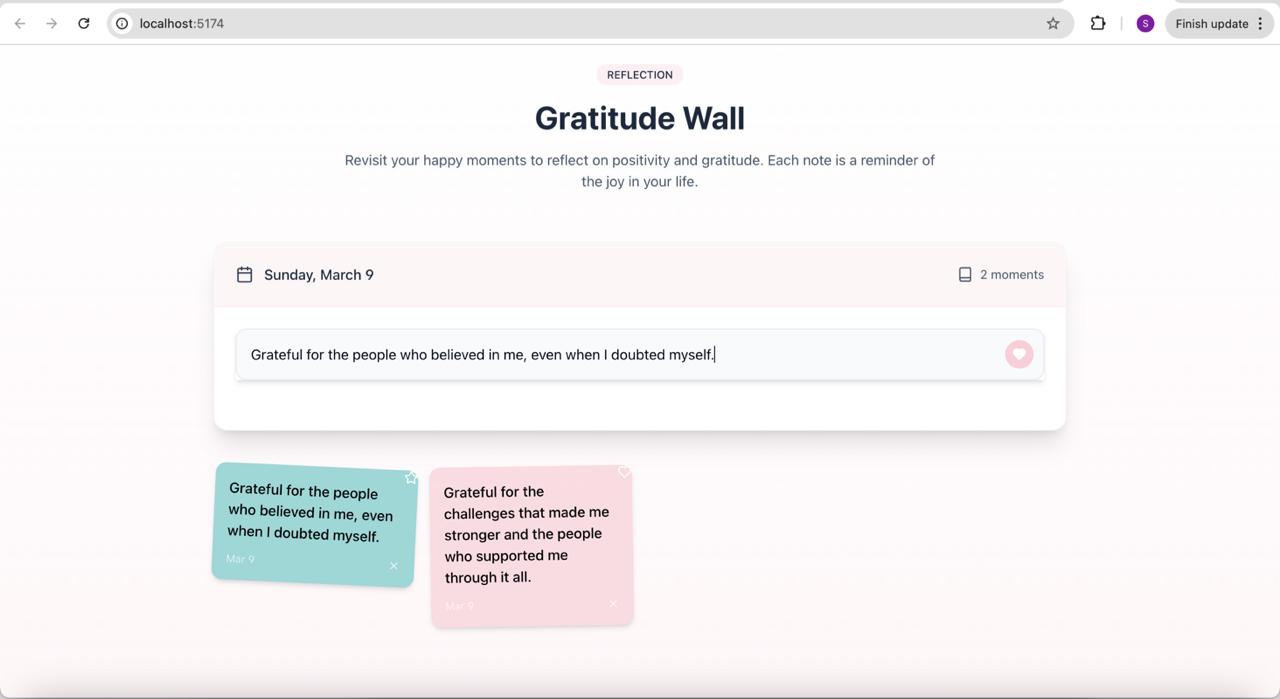 localhost:5174
S
Finish update
REFLECTION
Gratitude Wall
Revisit your happy moments to reflect on positivity and gratitude. Each note is a reminder of
the joy in your life.
Sunday, March 9
2 moments
Grateful for the people who believed in me, even when I doubted myself.
Grateful for the people
who believed in me, even
when I doubted myself.
Mar 9
Grateful for the
challenges that made me
stronger and the people
who supported me
through it all.
Mar 9